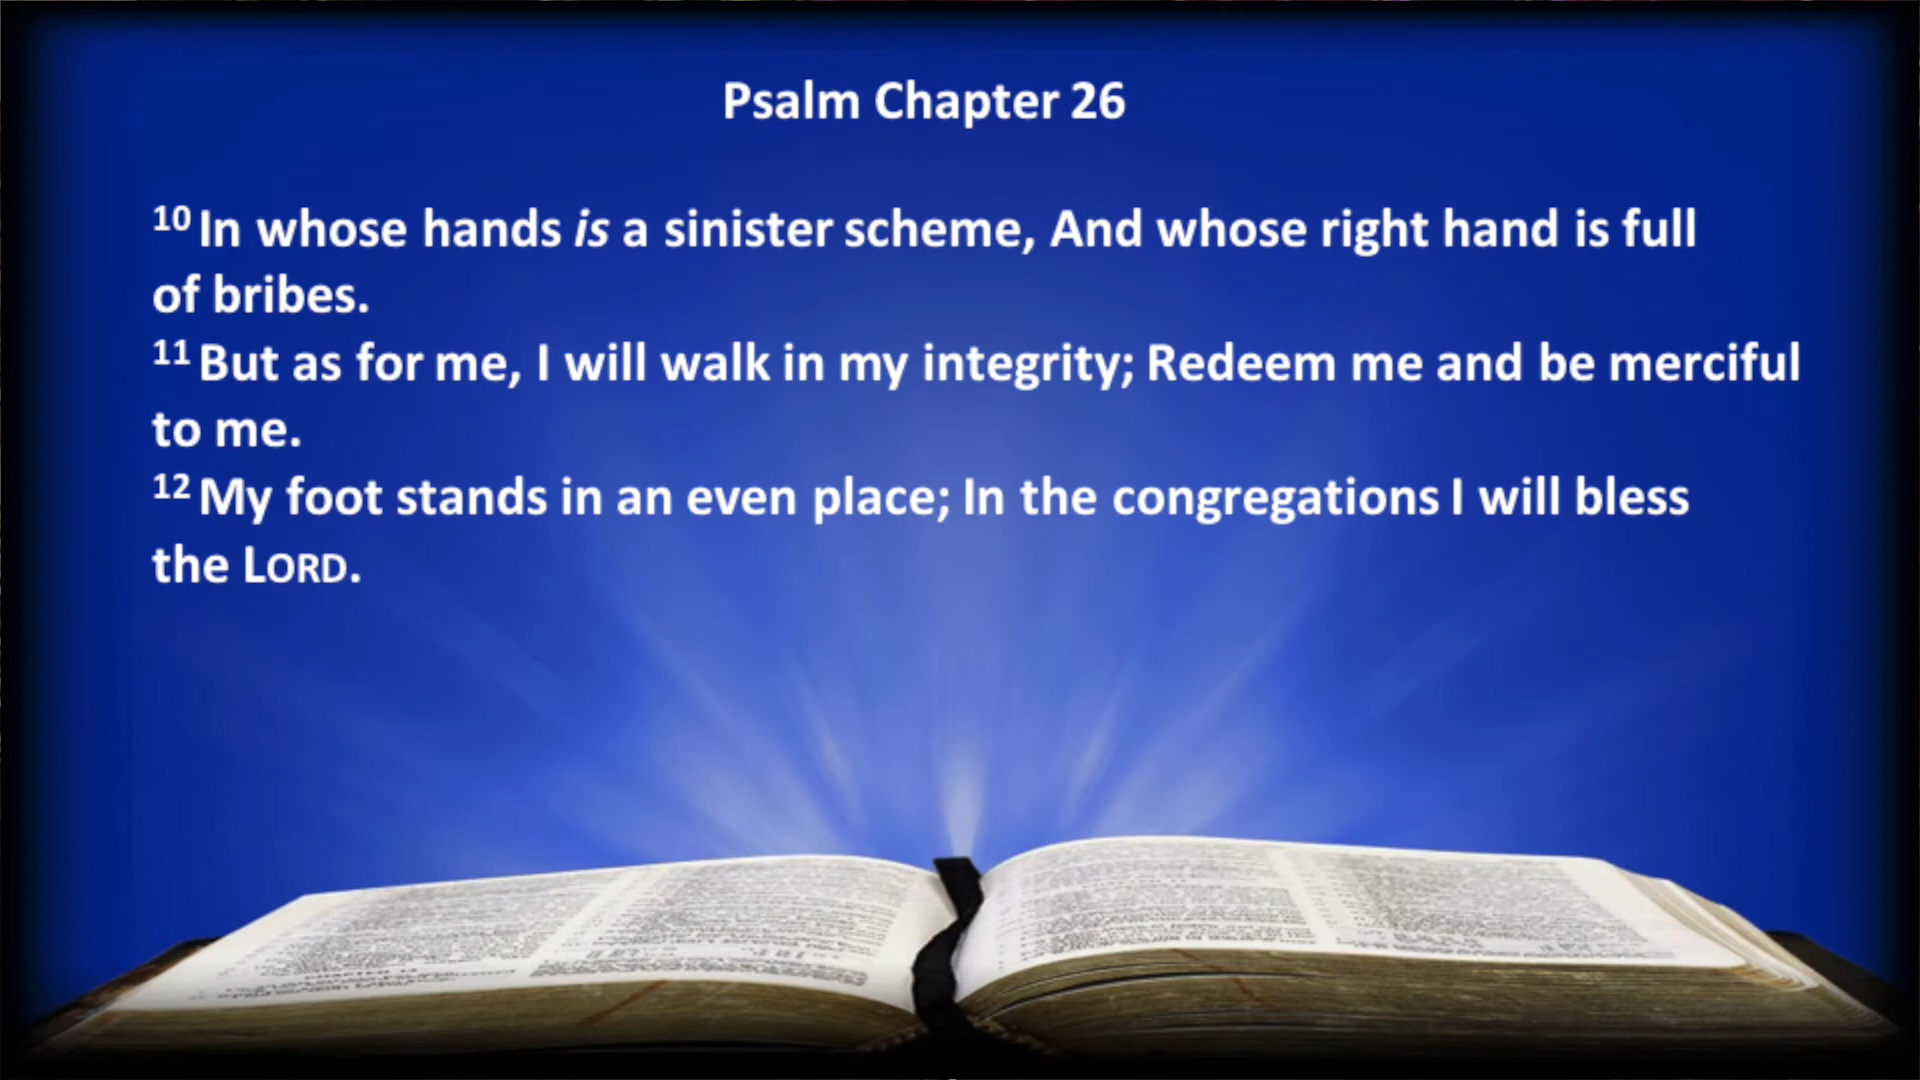 Psalm Chapter 26
10 In whose hands is a sinister scheme, And whose right hand is full
of bribes.
11 But as for me, I will walk in my integrity; Redeem me and be merciful
to me.
12 My foot stands in an even place; In the congregations I will bless
the LORD.